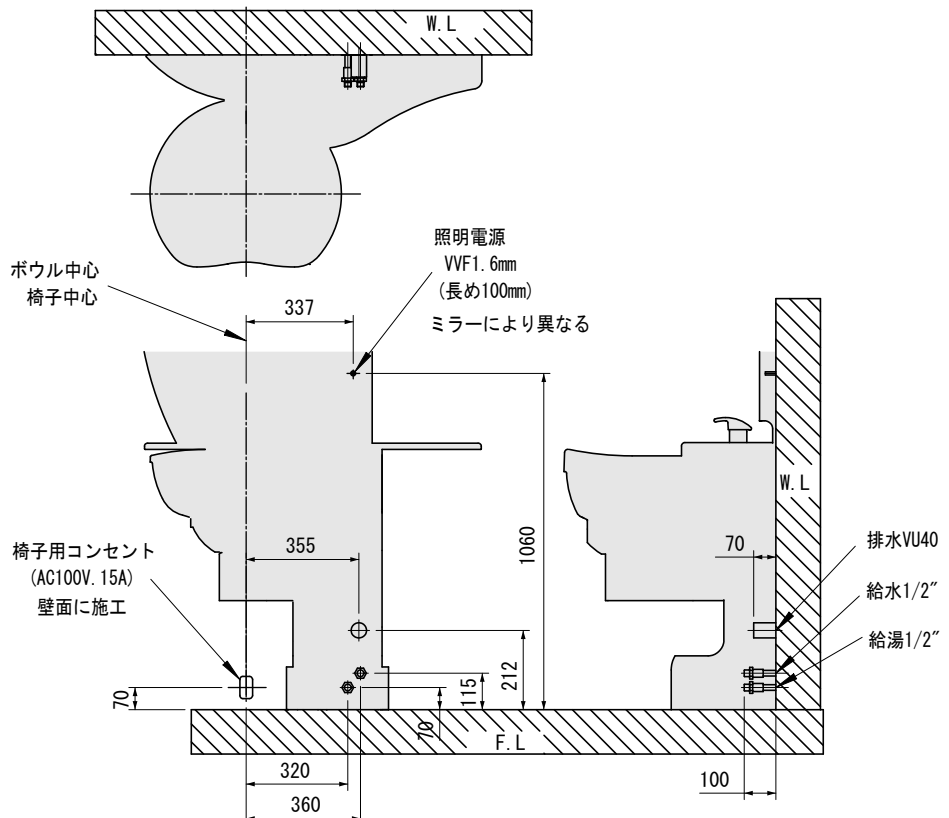 W.L
照明電源
VVF1.6mm
(長め100mm)
ミラーにより異なる
ボウル中心
椅子中心
337
W.L
椅子用コンセント
(AC100V.15A)
壁面に施工
355
1060
70
排水VU40
給水1/2″
給湯1/2″
70
212
115
70
F.L
320
360
100